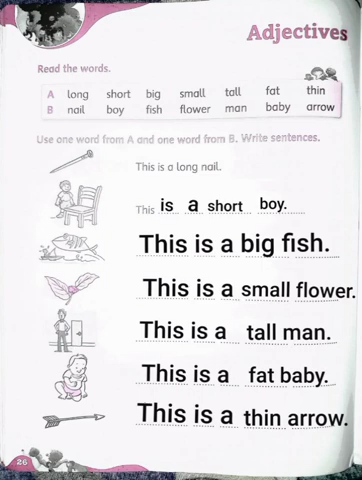 Adjectives
Read the words.
A long short big small tall fat thin
B nail boy fish flower man baby arrow
Use one word from A and one word from B. Write sentences.
This is a long nail.
This is a short boy.
This is a big fish.
This is a small flower.
This is a tall man.
This is a fat baby.
This is a thin arrow.
26